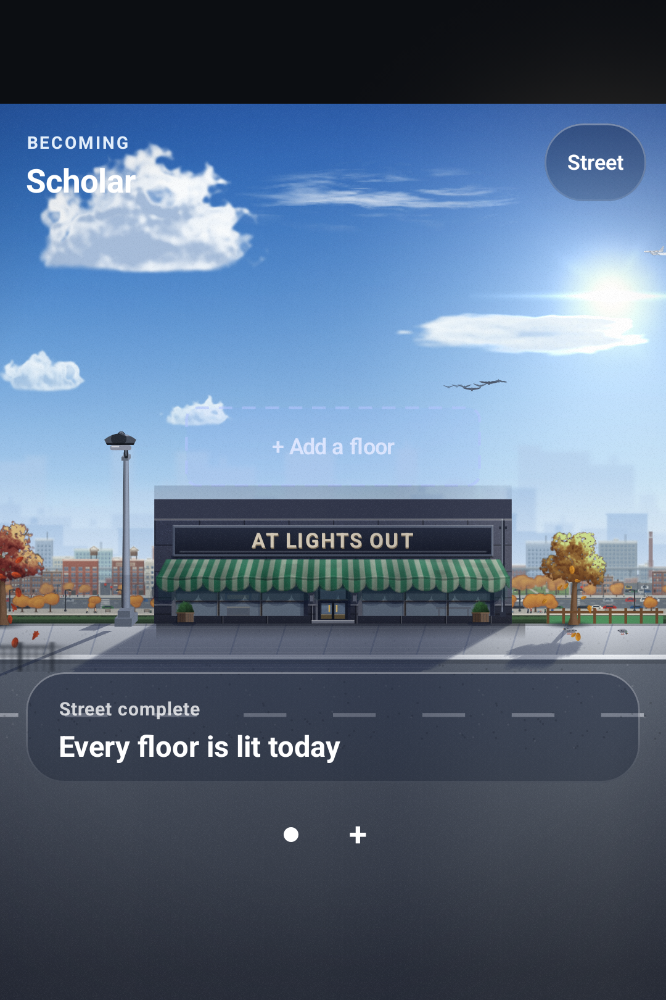 BECOMING
Scholar
Street
+ Add a floor
AT LIGHTS OUT
Street complete
Every floor is lit today
+